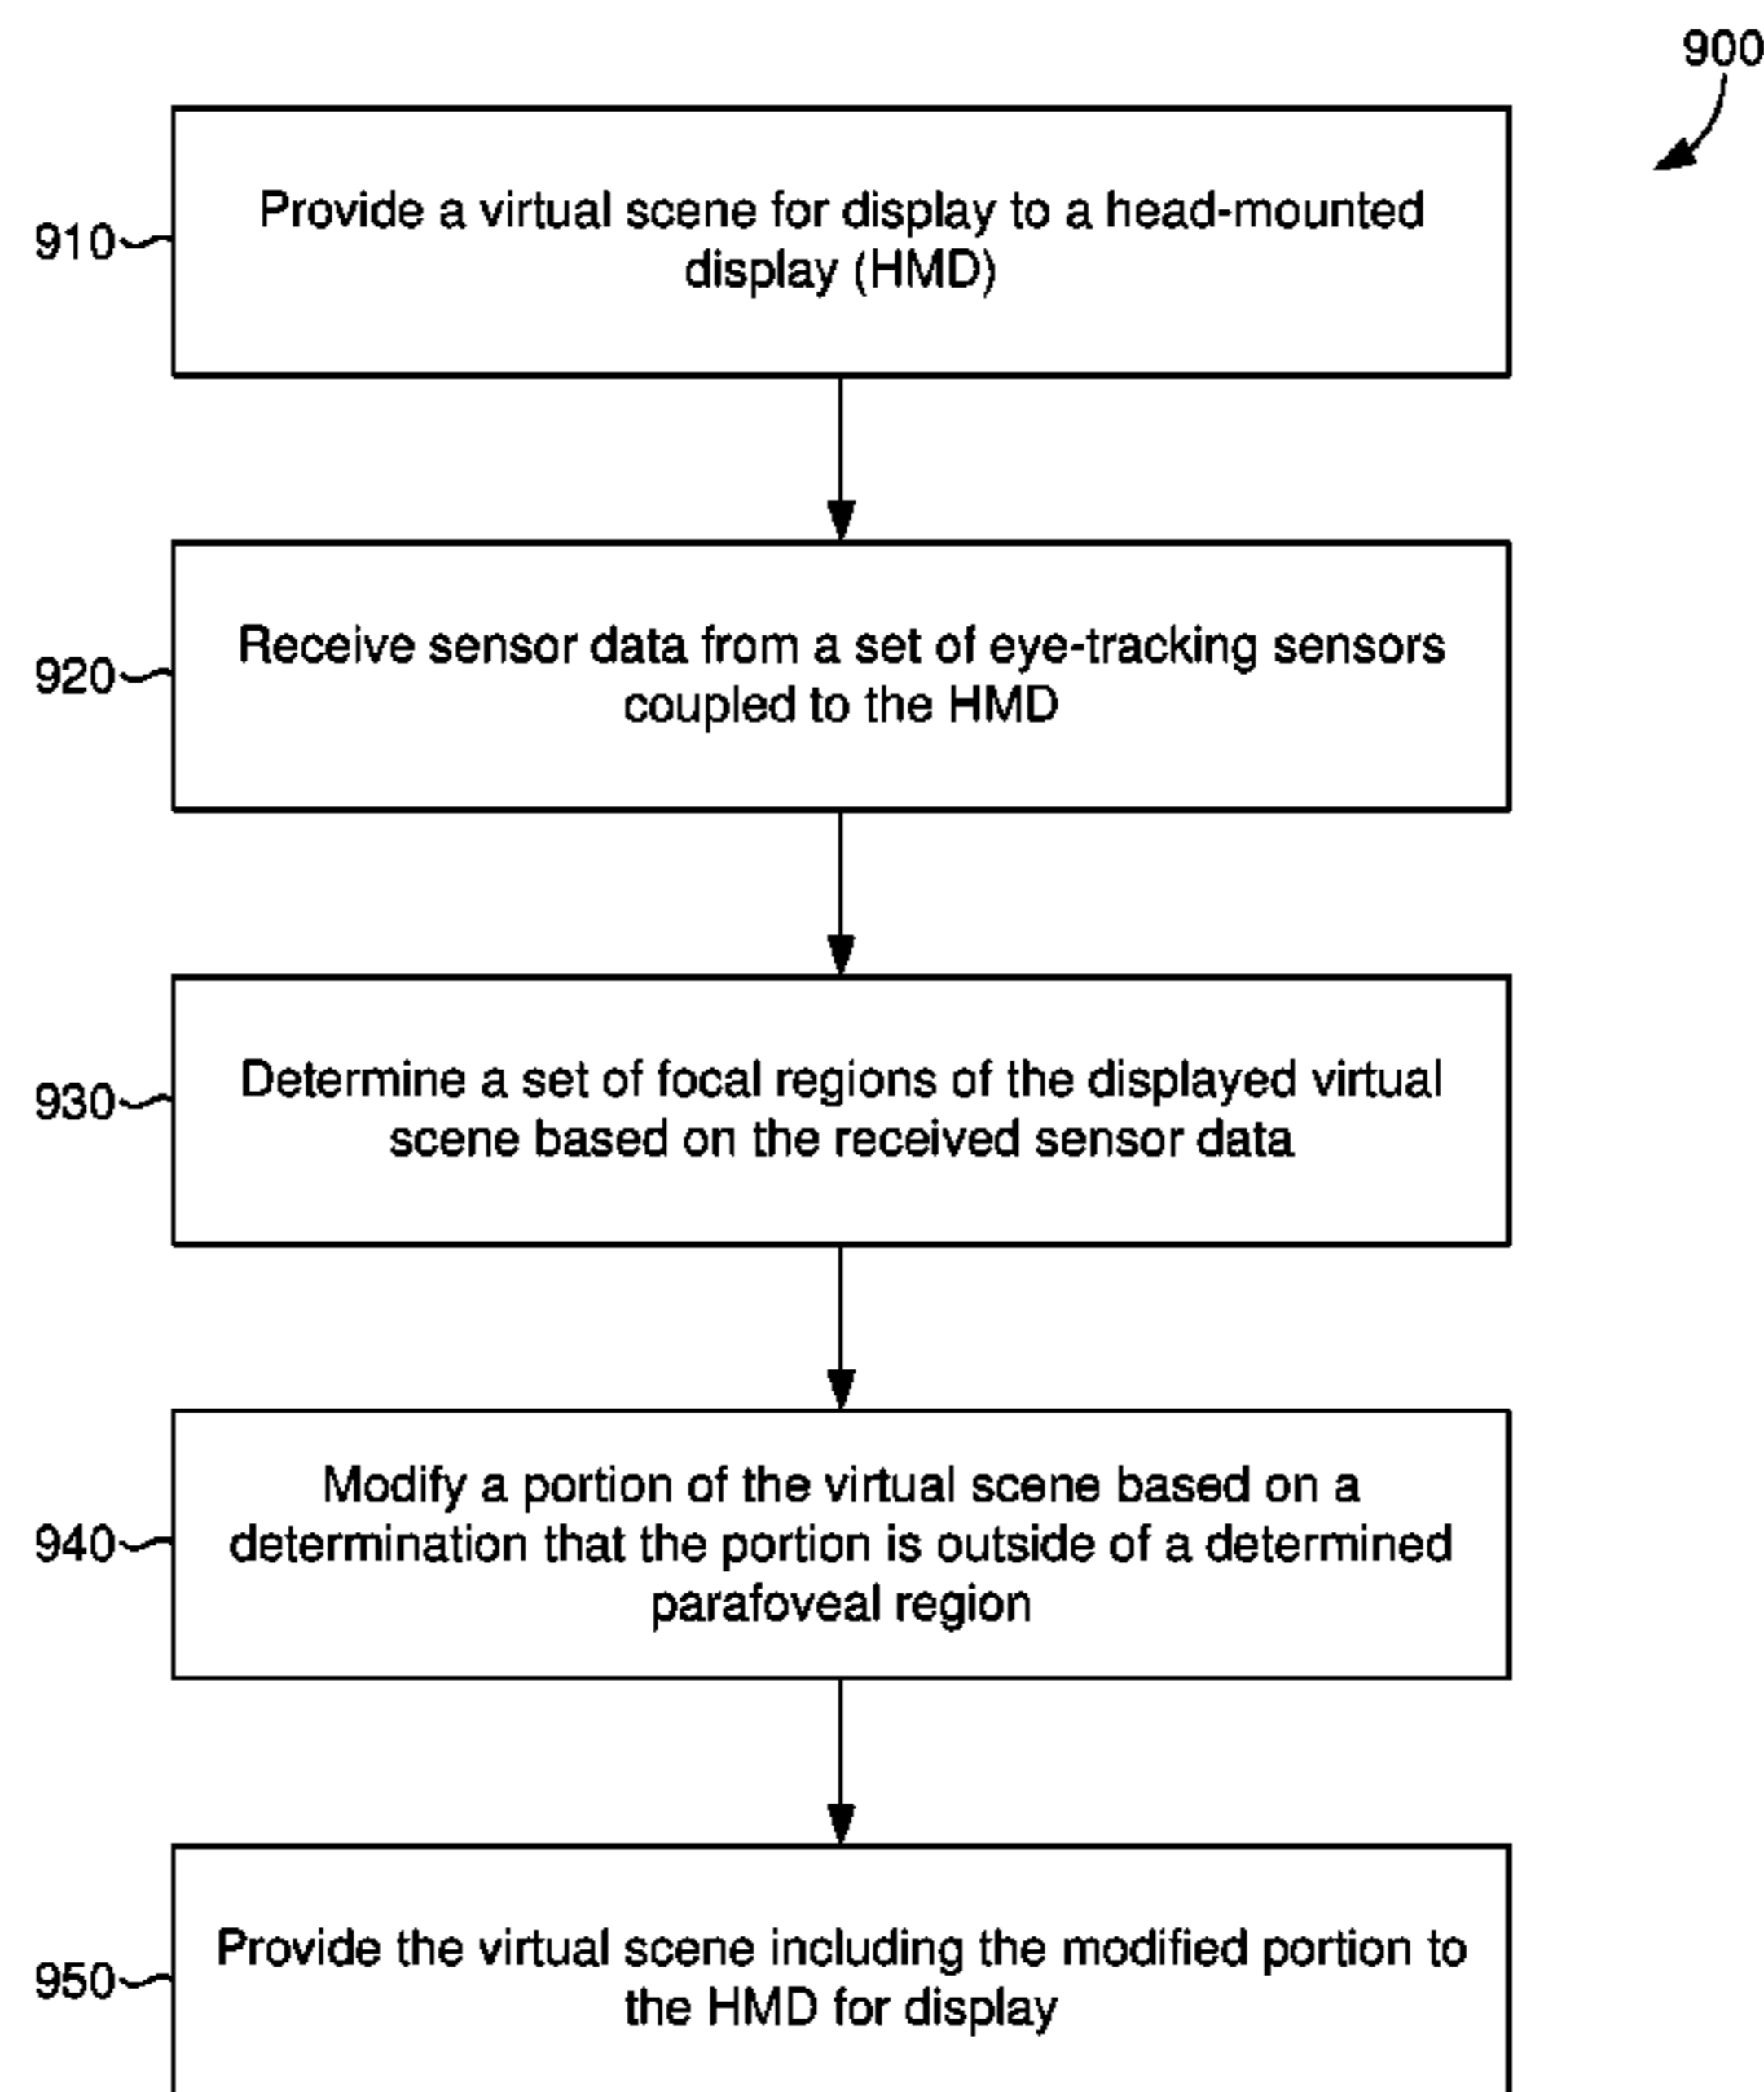 900
910
Provide a virtual scene for display to a head-mounted
display (HMD)
920
Receive sensor data from a set of eye-tracking sensors
coupled to the HMD
930
Determine a set of focal regions of the displayed virtual
scene based on the received sensor data
940
Modify a portion of the virtual scene based on a
determination that the portion is outside of a determined
parafoveal region
950
Provide the virtual scene including the modified portion to
the HMD for display